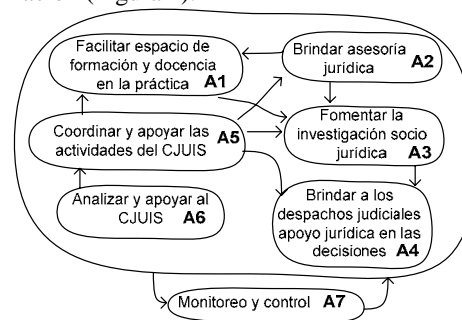 Facilitar espacio de
formación y docencia
en la práctica A1
Brindar asesoría
jurídica A2
Coordinar y apoyar las
actividades del CJUIS A5
Fomentar la
investigación socio
jurídica A3
Analizar y apoyar al
CJUIS A6
Brindar a los
despachos judiciales
apoyo jurídica en las
decisiones A4
Monitoreo y control A7